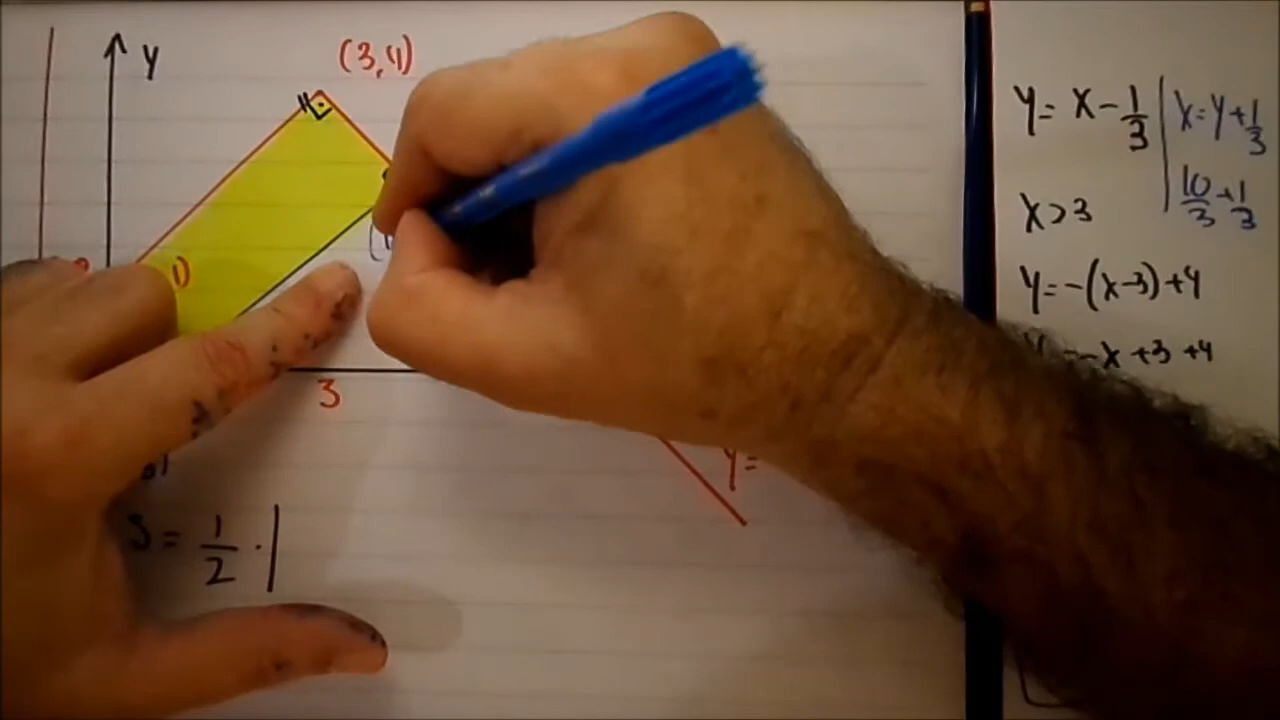 y
(3,4)
1)
3
y=
S = 1/2 · |
y = x - 1/3
x = y + 1/3
10/3 + 1/3
x > 3
y = -(x-3)+4
-x +3 +4